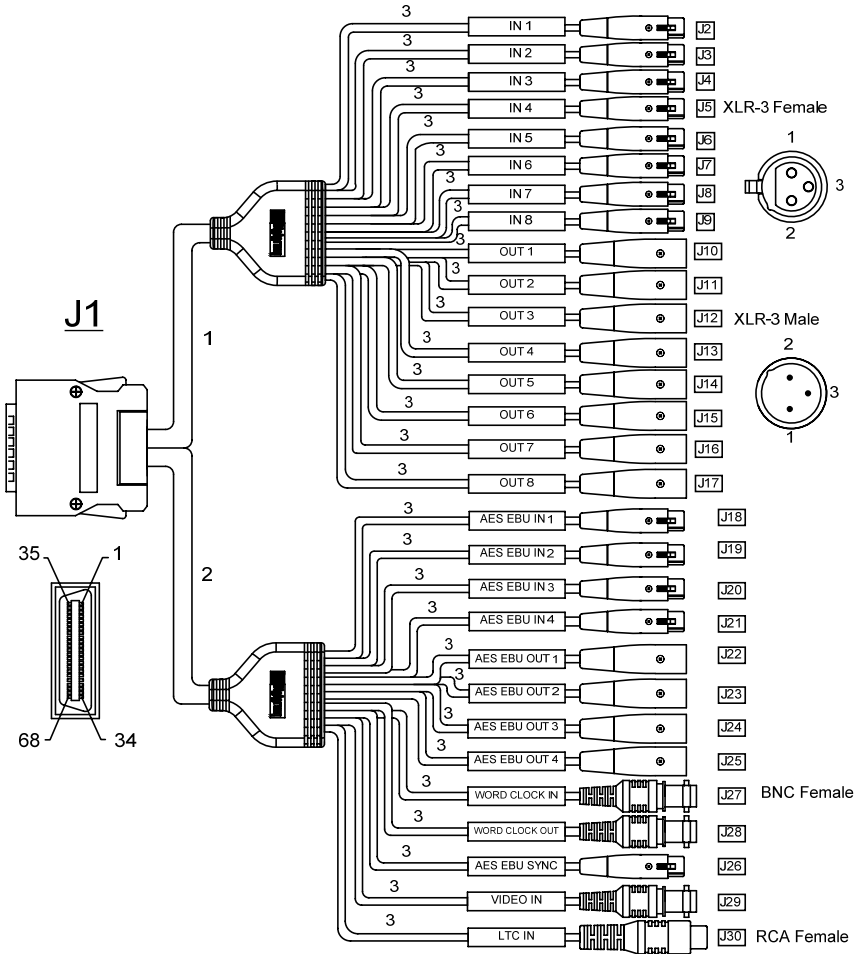 3 IN 1 J2
3 IN 2 J3
3 IN 3 J4
3 IN 4 J5 XLR-3 Female
3 IN 5 J6
3 IN 6 J7
3 IN 7 J8
3 IN 8 J9
1
3
2
3 OUT 1 J10
3 OUT 2 J11
3 OUT 3 J12 XLR-3 Male
3 OUT 4 J13
3 OUT 5 J14
3 OUT 6 J15
3 OUT 7 J16
3 OUT 8 J17
2
3
1
J1
1
2
35 1
68 34
3 AES EBU IN 1 J18
3 AES EBU IN 2 J19
3 AES EBU IN 3 J20
3 AES EBU IN 4 J21
3 AES EBU OUT 1 J22
3 AES EBU OUT 2 J23
3 AES EBU OUT 3 J24
3 AES EBU OUT 4 J25
3 WORD CLOCK IN J27 BNC Female
3 WORD CLOCK OUT J28
3 AES EBU SYNC J26
3 VIDEO IN J29
3 LTC IN J30 RCA Female